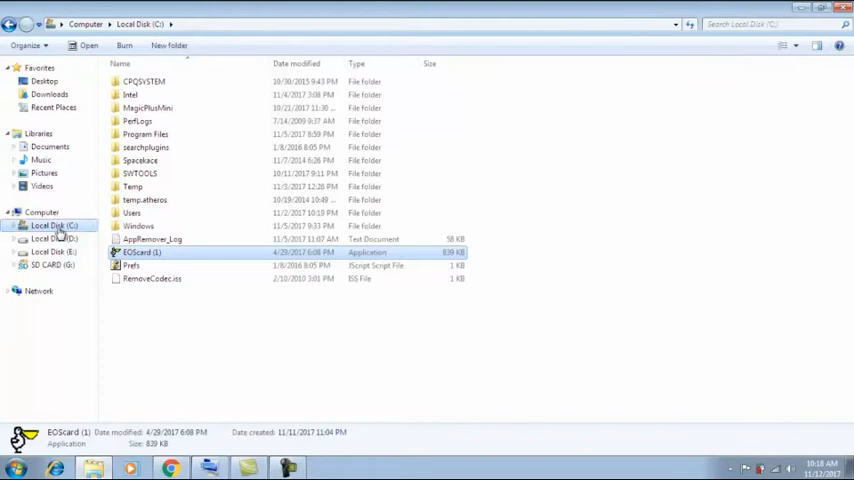 Computer ▸ Local Disk (C:) ▸
Search Local Disk (C:)
Organize Open Burn New folder
Name Date modified Type Size
Favorites
Desktop
Downloads
Recent Places
Libraries
Documents
Music
Pictures
Videos
Computer
Local Disk (C:)
Local Disk (D:)
Local Disk (E:)
SD CARD (G:)
Network
CPQSYSTEM 10/30/2015 9:43 PM File folder
Intel 11/4/2017 3:08 PM File folder
MagicPlusMini 10/21/2017 11:30 ... File folder
PerfLogs 7/14/2009 9:37 AM File folder
Program Files 11/5/2017 8:59 PM File folder
searchplugins 1/8/2016 8:05 PM File folder
Spacekace 11/7/2014 6:26 PM File folder
SWTOOLS 10/11/2017 9:11 PM File folder
Temp 11/3/2017 12:26 PM File folder
temp.atheros 10/19/2014 10:49 ... File folder
Users 11/2/2017 10:19 PM File folder
Windows 11/5/2017 9:33 PM File folder
AppRemover_Log 11/5/2017 11:07 AM Text Document 58 KB
EOScard (1) 4/29/2017 6:08 PM Application 839 KB
Prefs 1/8/2016 8:05 PM JScript Script File 1 KB
RemoveCodec.iss 2/10/2010 3:01 PM ISS File 1 KB
EOScard (1) Date modified: 4/29/2017 6:08 PM Date created: 11/11/2017 11:04 PM
Application Size: 839 KB
10:18 AM
11/12/2017